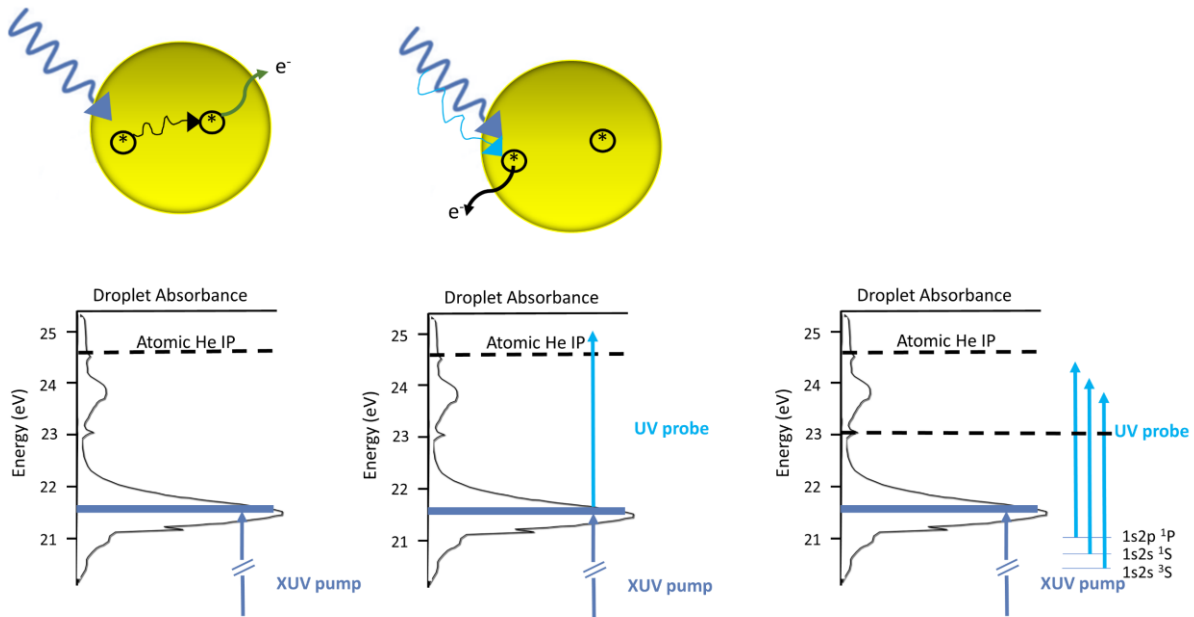 *
*
e-
*
*
e-
Droplet Absorbance
25
Atomic He IP
24
23
22
21
Energy (eV)
XUV pump
Droplet Absorbance
25
Atomic He IP
24
23
22
21
Energy (eV)
UV probe
XUV pump
Droplet Absorbance
25
Atomic He IP
24
23
22
21
Energy (eV)
UV probe
1s2p ¹P
1s2s ¹S
1s2s ³S
XUV pump